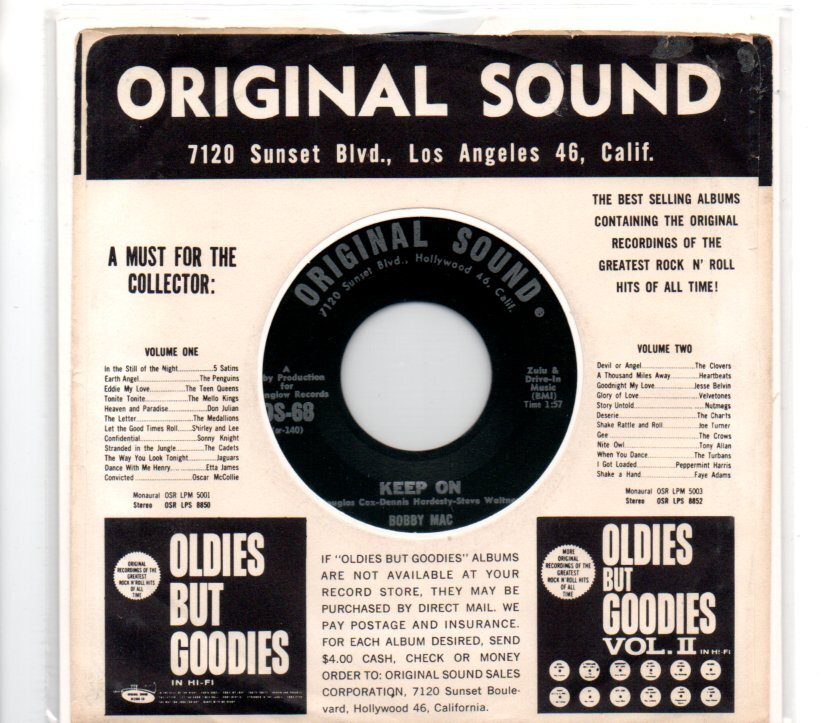 ORIGINAL SOUND
7120 Sunset Blvd., Los Angeles 46, Calif.
A MUST FOR THE
COLLECTOR:
THE BEST SELLING ALBUMS
CONTAINING THE ORIGINAL
RECORDINGS OF THE
GREATEST ROCK N' ROLL
HITS OF ALL TIME!
ORIGINAL SOUND
7120 Sunset Blvd., Hollywood 46, Calif.
A
by Production
for
nglow Records
OS-68
r-140)
Zulu &
Drive-In
Music
(BMI)
Time 1:57
KEEP ON
uglas Cox-Dennis Hardesty-Steve Waltne
BOBBY MAC
VOLUME ONE
In the Still of the Night............5 Satins
Earth Angel....................The Penguins
Eddie My Love............The Teen Queens
Tonite Tonite...............The Mello Kings
Heaven and Paradise............Don Julian
The Letter..................The Medallions
Let the Good Times Roll......Shirley and Lee
Confidential..................Sonny Knight
Stranded in the Jungle..........The Cadets
The Way You Look Tonight.........Jaguars
Dance With Me Henry..........Etta James
Convicted..................Oscar McCollie
Monaural OSR LPM 5001
Stereo OSR LPS 8850
VOLUME TWO
Devil or Angel..................The Clovers
A Thousand Miles Away.........Heartbeats
Goodnight My Love...........Jesse Belvin
Glory of Love.................Velvetones
Story Untold....................Nutmegs
Deserie......................The Charts
Shake Rattle and Roll.........Joe Turner
Gee..........................The Crows
Nite Owl.....................Tony Allan
When You Dance............The Turbans
I Got Loaded............Peppermint Harris
Shake a Hand................Faye Adams
Monaural OSR LPM 5003
Stereo OSR LPS 8852
ORIGINAL
RECORDINGS OF THE
GREATEST
ROCK N'ROLL HITS
OF ALL
TIME
OLDIES
BUT
GOODIES
IN HI-FI
IF "OLDIES BUT GOODIES" ALBUMS
ARE NOT AVAILABLE AT YOUR
RECORD STORE, THEY MAY BE
PURCHASED BY DIRECT MAIL. WE
PAY POSTAGE AND INSURANCE.
FOR EACH ALBUM DESIRED, SEND
$4.00 CASH, CHECK OR MONEY
ORDER TO: ORIGINAL SOUND SALES
CORPORATION, 7120 Sunset Boule-
vard, Hollywood 46, California.
MORE
ORIGINAL
RECORDINGS OF THE
GREATEST
ROCK N'ROLL HITS
OF ALL
TIME
OLDIES
BUT
GOODIES
VOL. II IN HI-FI